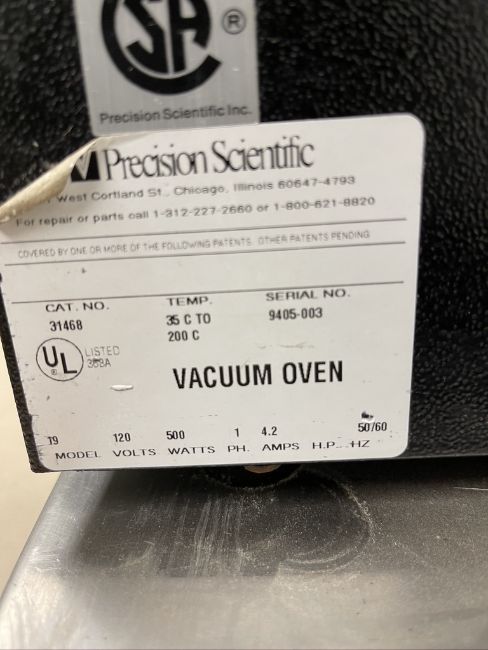 CSA®
Precision Scientific Inc.
Precision Scientific
West Cortland St., Chicago, Illinois 60647-4793
For repair or parts call 1-312-227-2660 or 1-800-621-8820
COVERED BY ONE OR MORE OF THE FOLLOWING PATENTS. OTHER PATENTS PENDING.
CAT. NO. TEMP. SERIAL NO.
31468 35 C TO 9405-003
200 C
UL® LISTED
VACUUM OVEN
19 120 500 1 4.2 50/60
MODEL VOLTS WATTS PH. AMPS H.P. HZ